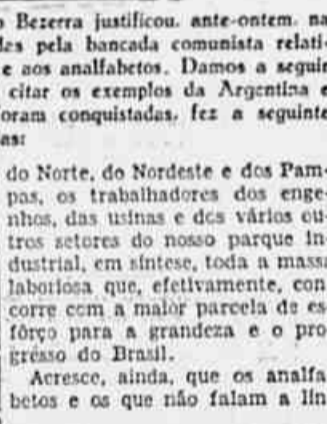 o Bezerra justificou, ante-ontem, na
des pela bancada comunista relati-
e aos analfabetos. Damos a seguir
citar os exemplos da Argentina e
oram conquistadas, fez a seguinte
as:
do Norte, do Nordeste e dos Pam-
pas, os trabalhadores dos enge-
nhos, das usinas e dos vários ou-
tros setores do nosso parque in-
dustrial, em síntese, toda a massa
laboriosa que, efetivamente, con
corre com a maior parcela de es-
fôrço para a grandeza e o pro
gresso do Brasil.
Acresce, ainda, que os analfa
betos e os que não falam a lín